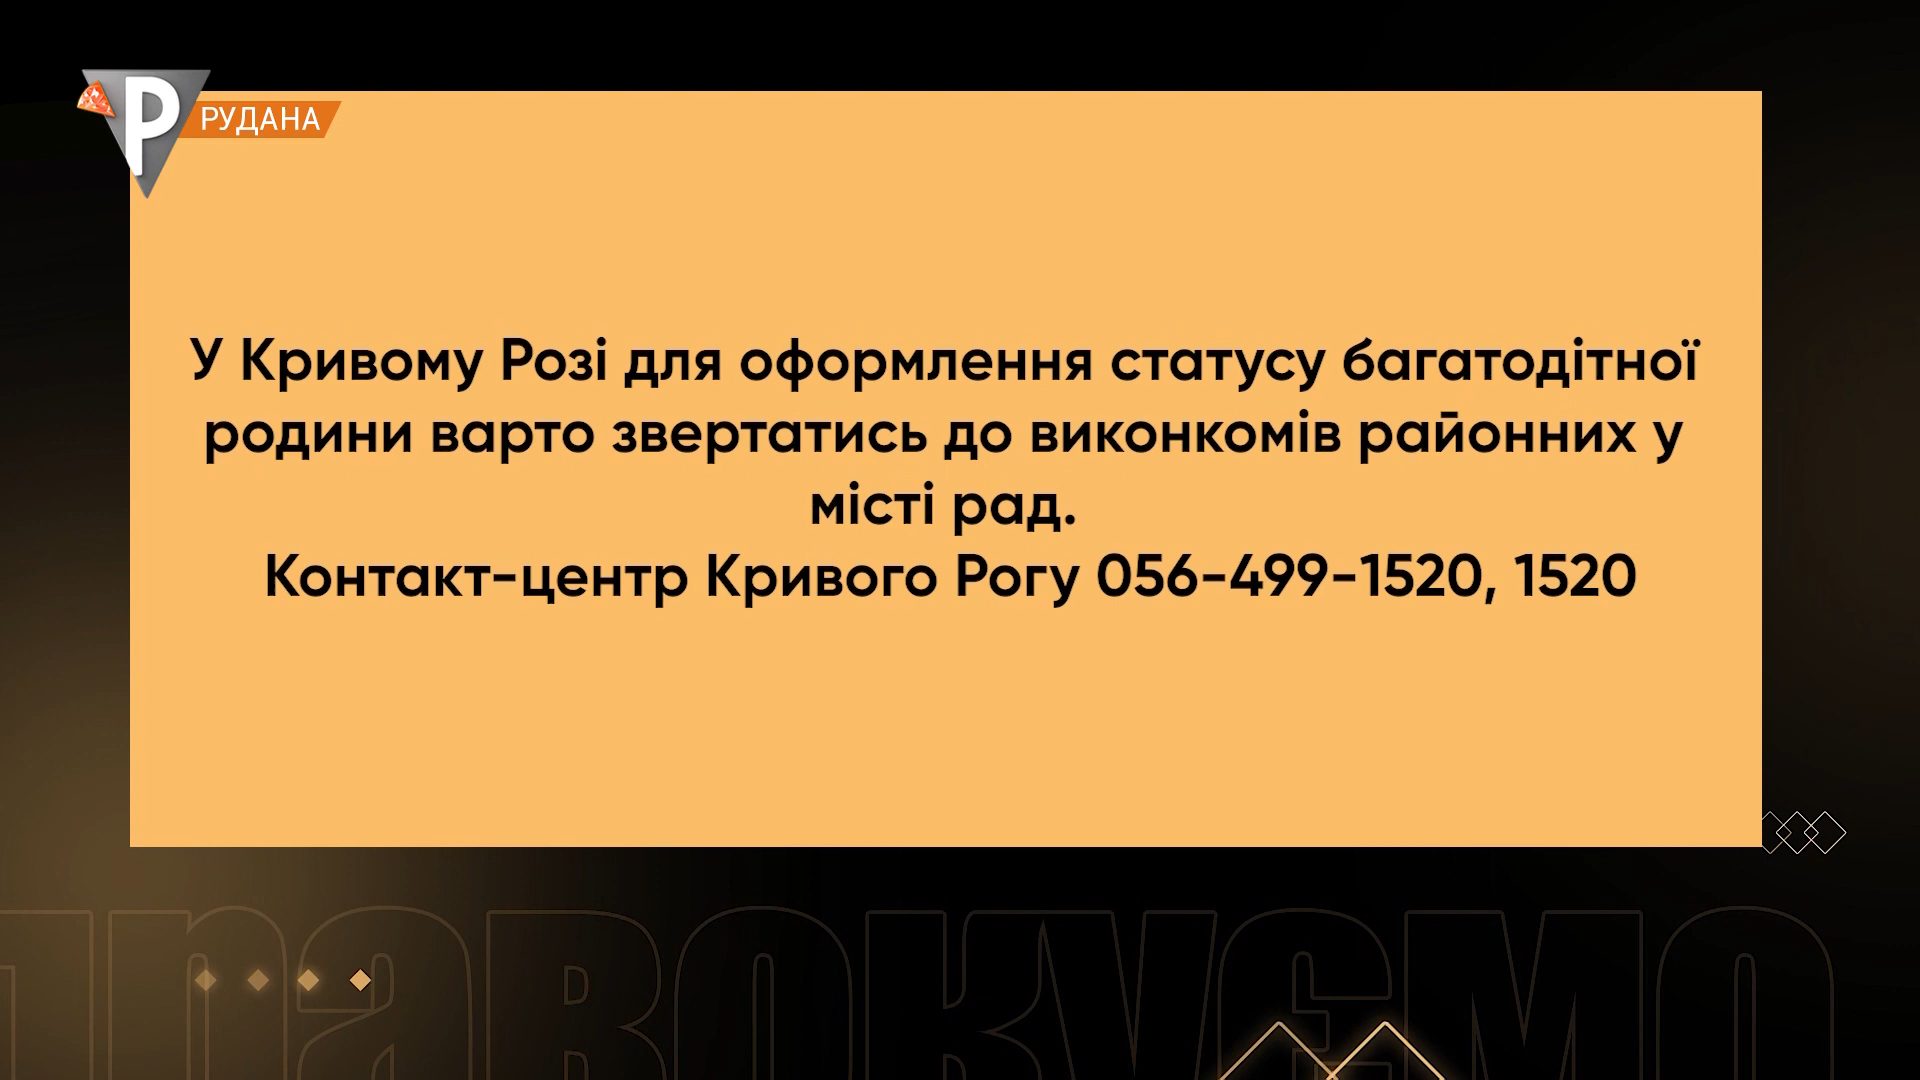 Р РУДАНА
У Кривому Розі для оформлення статусу багатодітної
родини варто звертатись до виконкомів районних у
місті рад.
Контакт-центр Кривого Рогу 056-499-1520, 1520
правокуємо